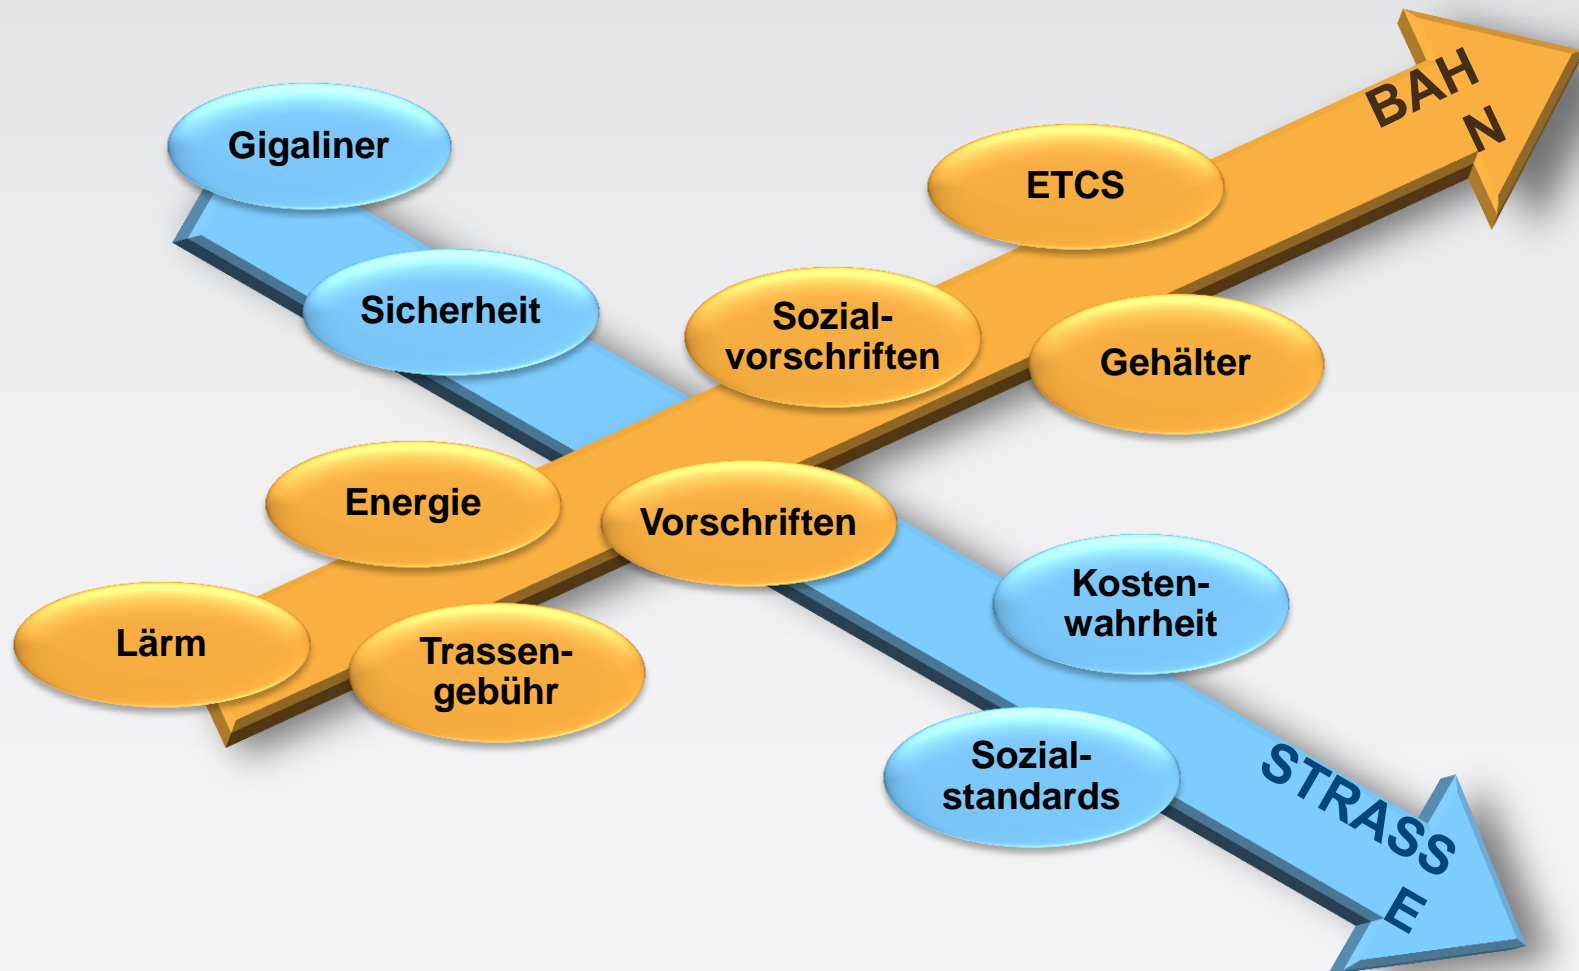 BAH
N
Gigaliner
ETCS
Sicherheit
Sozial-
vorschriften
Gehälter
Energie
Vorschriften
Kosten-
wahrheit
Lärm
Trassen-
gebühr
Sozial-
standards
STRASS
E